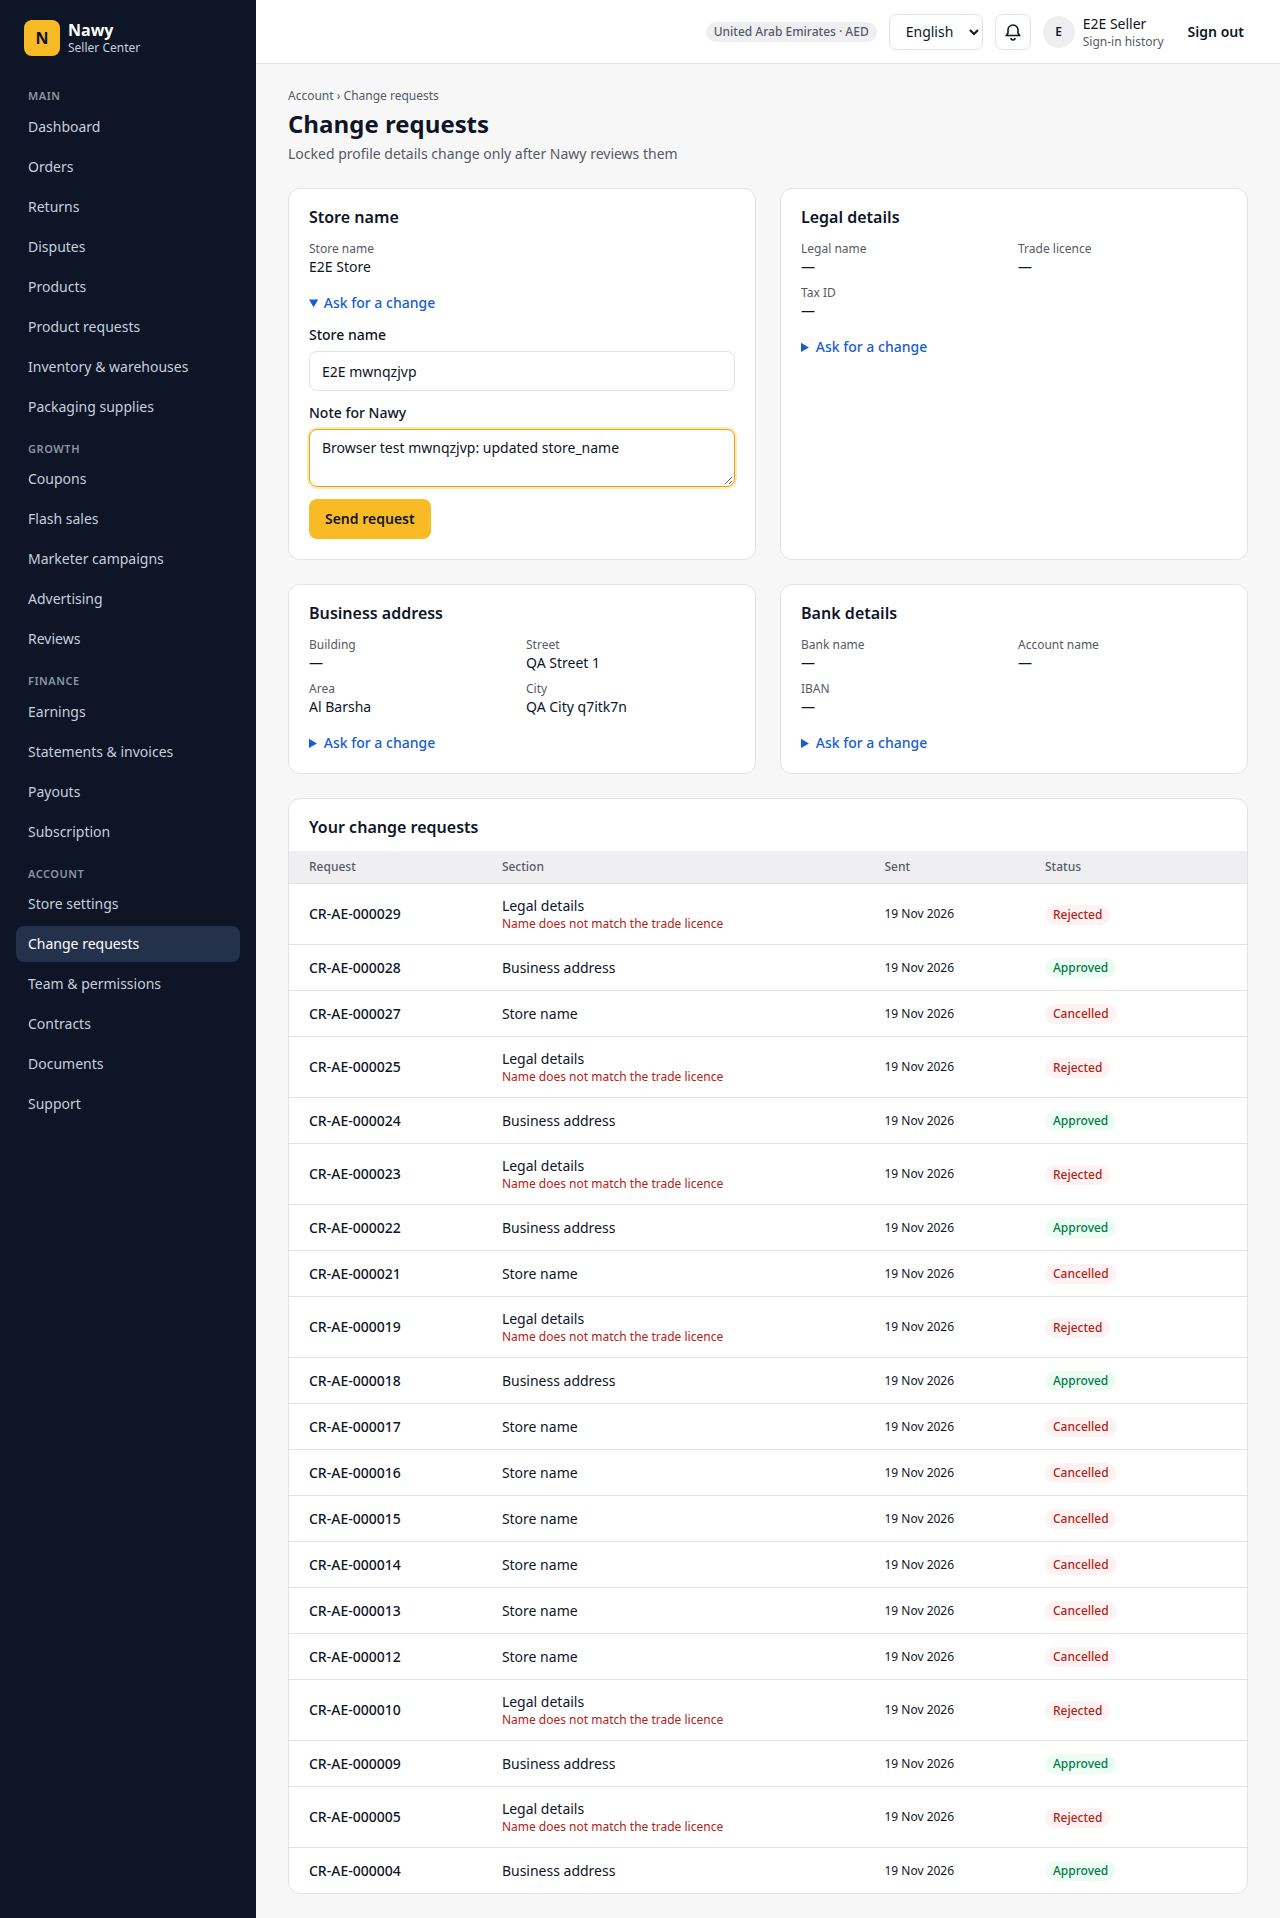 N
Nawy
Seller Center
MAIN
Dashboard
Orders
Returns
Disputes
Products
Product requests
Inventory & warehouses
Packaging supplies
GROWTH
Coupons
Flash sales
Marketer campaigns
Advertising
Reviews
FINANCE
Earnings
Statements & invoices
Payouts
Subscription
ACCOUNT
Store settings
Change requests
Team & permissions
Contracts
Documents
Support
United Arab Emirates · AED
English
E
E2E Seller
Sign-in history
Sign out
Account › Change requests
Change requests
Locked profile details change only after Nawy reviews them
Store name
Store name
E2E Store
▼ Ask for a change
Store name
E2E mwnqzjvp
Note for Nawy
Browser test mwnqzjvp: updated store_name
Send request
Legal details
Legal name Trade licence
— —
Tax ID
—
▶ Ask for a change
Business address
Building Street
— QA Street 1
Area City
Al Barsha QA City q7itk7n
▶ Ask for a change
Bank details
Bank name Account name
— —
IBAN
—
▶ Ask for a change
Your change requests
Request Section Sent Status
CR-AE-000029 Legal details 19 Nov 2026 Rejected
Name does not match the trade licence
CR-AE-000028 Business address 19 Nov 2026 Approved
CR-AE-000027 Store name 19 Nov 2026 Cancelled
CR-AE-000025 Legal details 19 Nov 2026 Rejected
Name does not match the trade licence
CR-AE-000024 Business address 19 Nov 2026 Approved
CR-AE-000023 Legal details 19 Nov 2026 Rejected
Name does not match the trade licence
CR-AE-000022 Business address 19 Nov 2026 Approved
CR-AE-000021 Store name 19 Nov 2026 Cancelled
CR-AE-000019 Legal details 19 Nov 2026 Rejected
Name does not match the trade licence
CR-AE-000018 Business address 19 Nov 2026 Approved
CR-AE-000017 Store name 19 Nov 2026 Cancelled
CR-AE-000016 Store name 19 Nov 2026 Cancelled
CR-AE-000015 Store name 19 Nov 2026 Cancelled
CR-AE-000014 Store name 19 Nov 2026 Cancelled
CR-AE-000013 Store name 19 Nov 2026 Cancelled
CR-AE-000012 Store name 19 Nov 2026 Cancelled
CR-AE-000010 Legal details 19 Nov 2026 Rejected
Name does not match the trade licence
CR-AE-000009 Business address 19 Nov 2026 Approved
CR-AE-000005 Legal details 19 Nov 2026 Rejected
Name does not match the trade licence
CR-AE-000004 Business address 19 Nov 2026 Approved